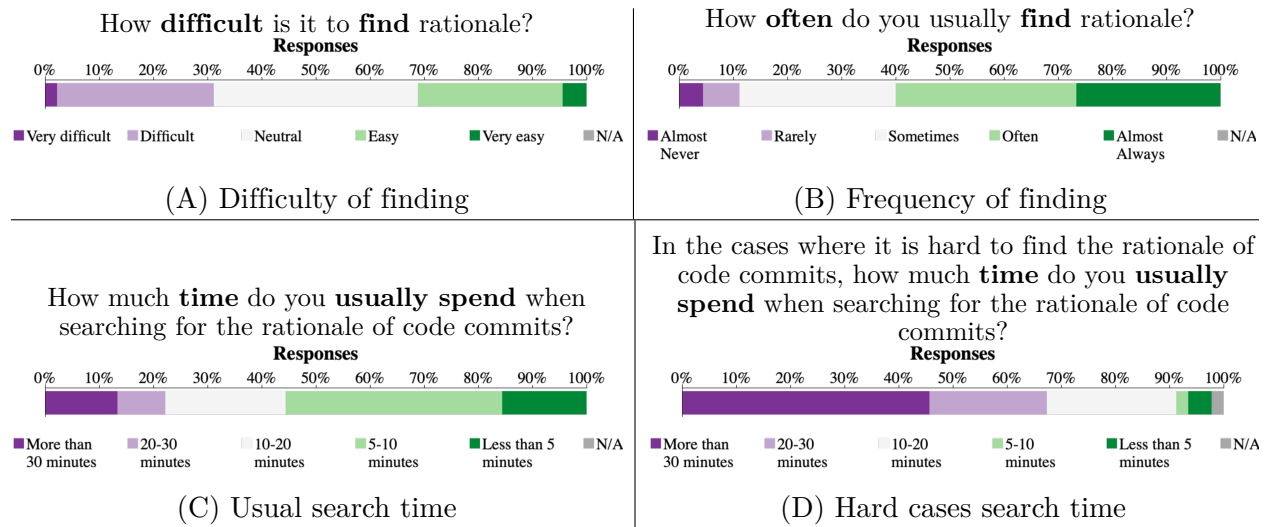 How difficult is it to find rationale?
Responses
0% 10% 20% 30% 40% 50% 60% 70% 80% 90% 100%
Very difficult Difficult Neutral Easy Very easy N/A
(A) Difficulty of finding
How often do you usually find rationale?
Responses
0% 10% 20% 30% 40% 50% 60% 70% 80% 90% 100%
Almost Rarely Sometimes Often Almost N/A
Never Always
(B) Frequency of finding
How much time do you usually spend when
searching for the rationale of code commits?
Responses
0% 10% 20% 30% 40% 50% 60% 70% 80% 90% 100%
More than 20-30 10-20 5-10 Less than 5 N/A
30 minutes minutes minutes minutes minutes
(C) Usual search time
In the cases where it is hard to find the rationale of
code commits, how much time do you usually
spend when searching for the rationale of code
commits?
Responses
0% 10% 20% 30% 40% 50% 60% 70% 80% 90% 100%
More than 20-30 10-20 5-10 Less than 5 N/A
30 minutes minutes minutes minutes minutes
(D) Hard cases search time